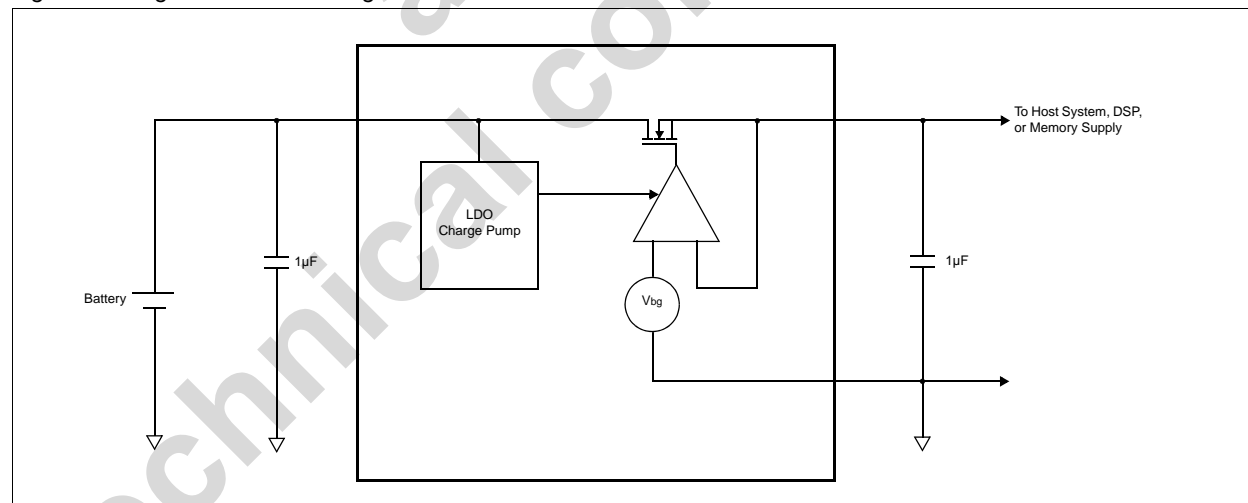 To Host System, DSP,
or Memory Supply
LDO
Charge Pump
1µF
1µF
Battery
Vbg